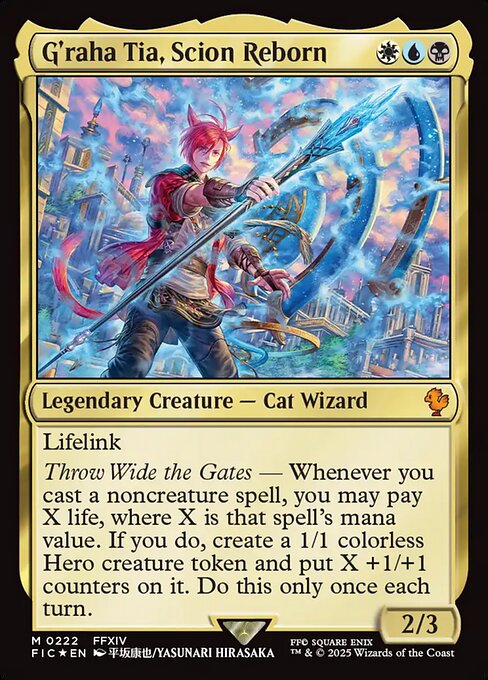 G'raha Tia, Scion Reborn
Legendary Creature — Cat Wizard
Lifelink
Throw Wide the Gates — Whenever you
cast a noncreature spell, you may pay
X life, where X is that spell's mana
value. If you do, create a 1/1 colorless
Hero creature token and put X +1/+1
counters on it. Do this only once each
turn.
2/3
M 0222 FFXIV
FIC★EN 平坂康也/YASUNARI HIRASAKA
FF© SQUARE ENIX
™ & © 2025 Wizards of the Coast